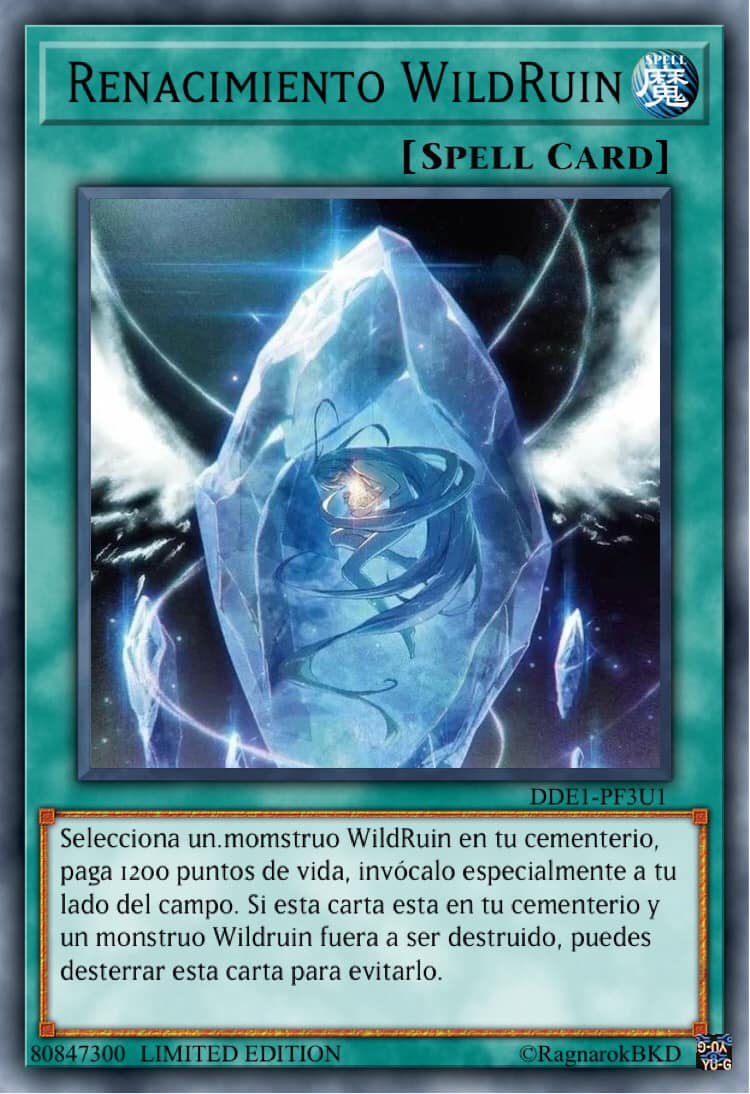 RENACIMIENTO WILDRUIN
SPELL
魔
[SPELL CARD]
DDE1-PF3U1
Selecciona un.momstruo WildRuin en tu cementerio,
paga 1200 puntos de vida, invócalo especialmente a tu
lado del campo. Si esta carta esta en tu cementerio y
un monstruo Wildruin fuera a ser destruido, puedes
desterrar esta carta para evitarlo.
80847300 LIMITED EDITION
©RagnarokBKD
YU-G